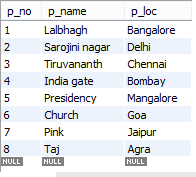 p_no p_name p_loc
1 Lalbhagh Bangalore
2 Sarojini nagar Delhi
3 Tiruvananth Chennai
4 India gate Bombay
5 Presidency Mangalore
6 Church Goa
7 Pink Jaipur
8 Taj Agra
NULL NULL NULL